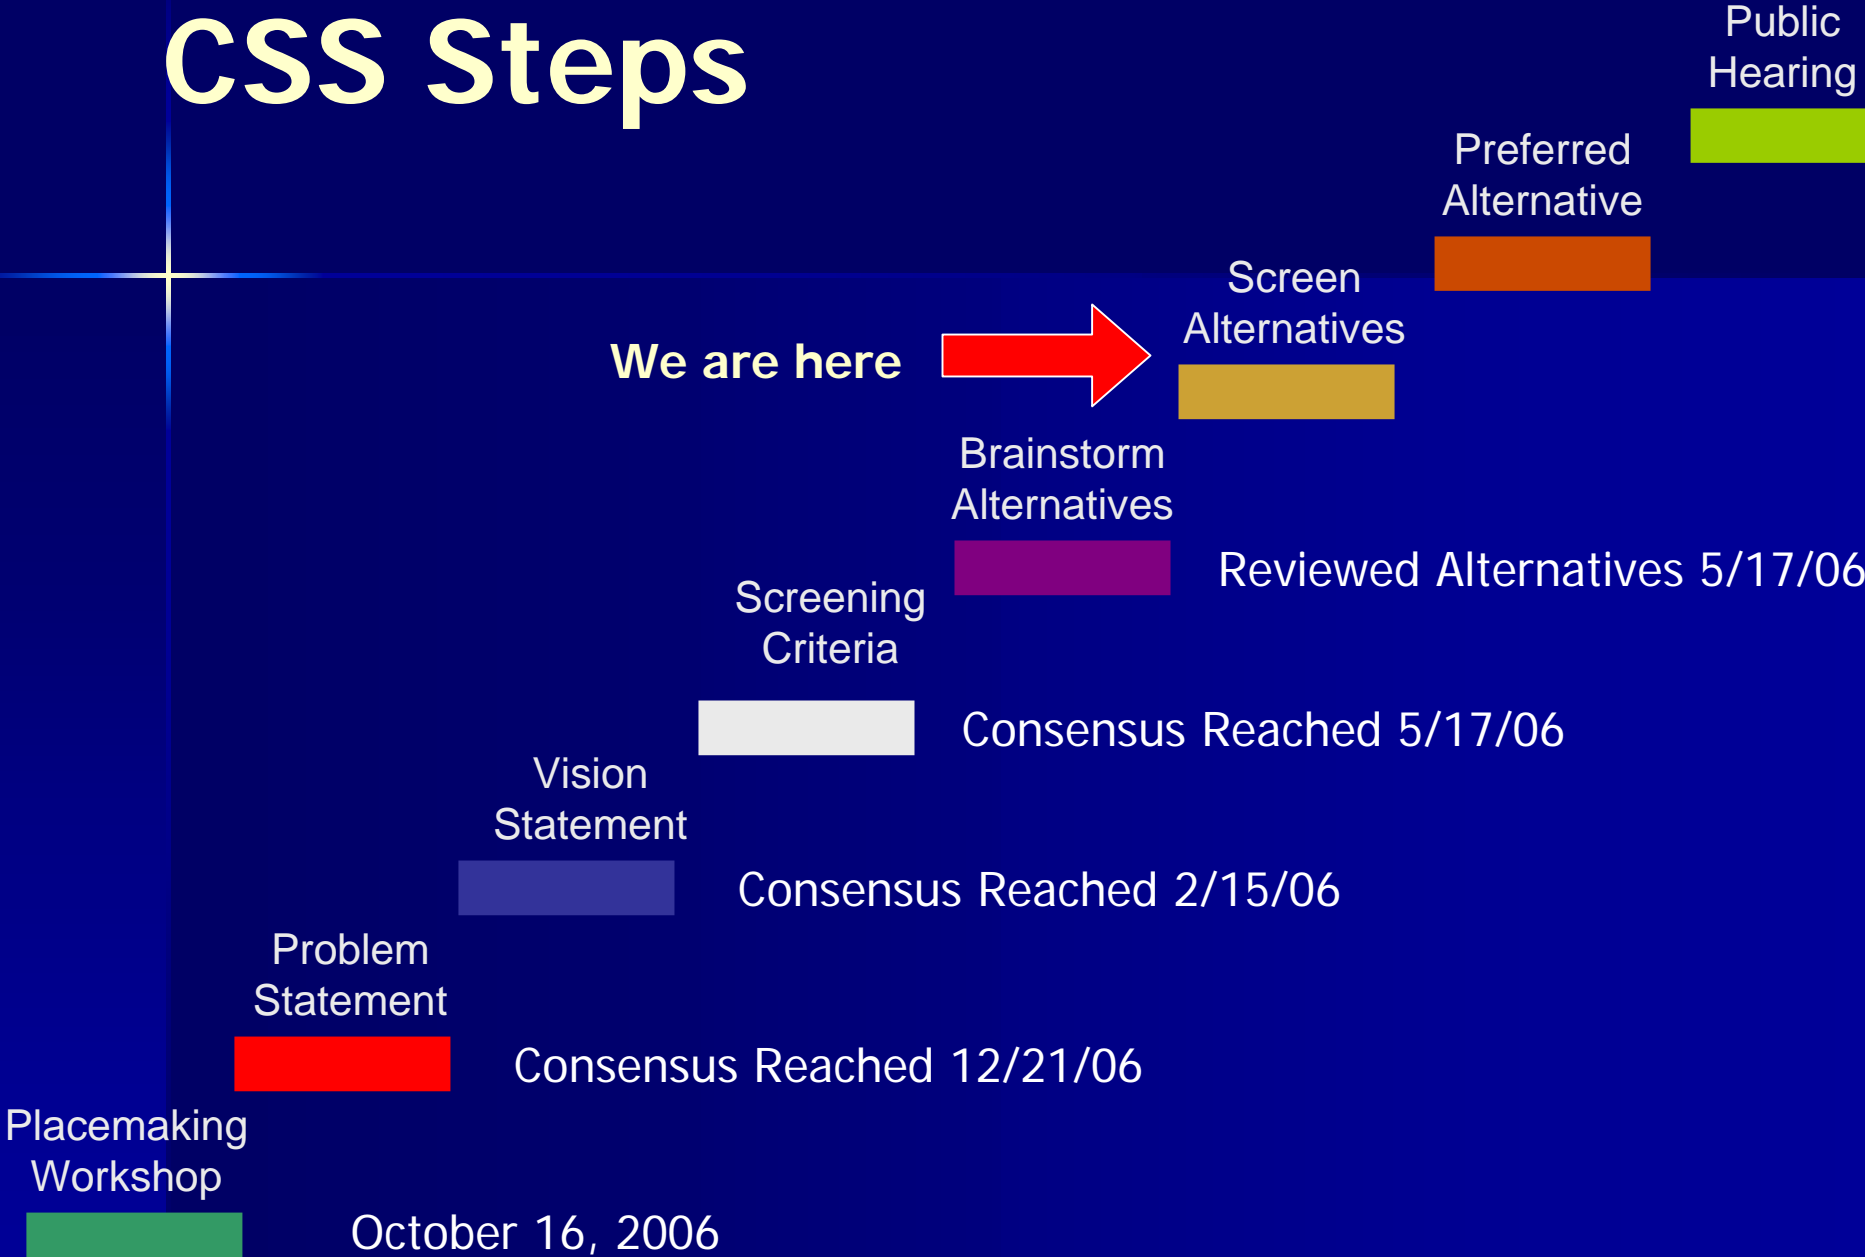 CSS Steps
Public
Hearing
Preferred
Alternative
Screen
Alternatives
We are here
Brainstorm
Alternatives
Reviewed Alternatives 5/17/06
Screening
Criteria
Consensus Reached 5/17/06
Vision
Statement
Consensus Reached 2/15/06
Problem
Statement
Consensus Reached 12/21/06
Placemaking
Workshop
October 16, 2006